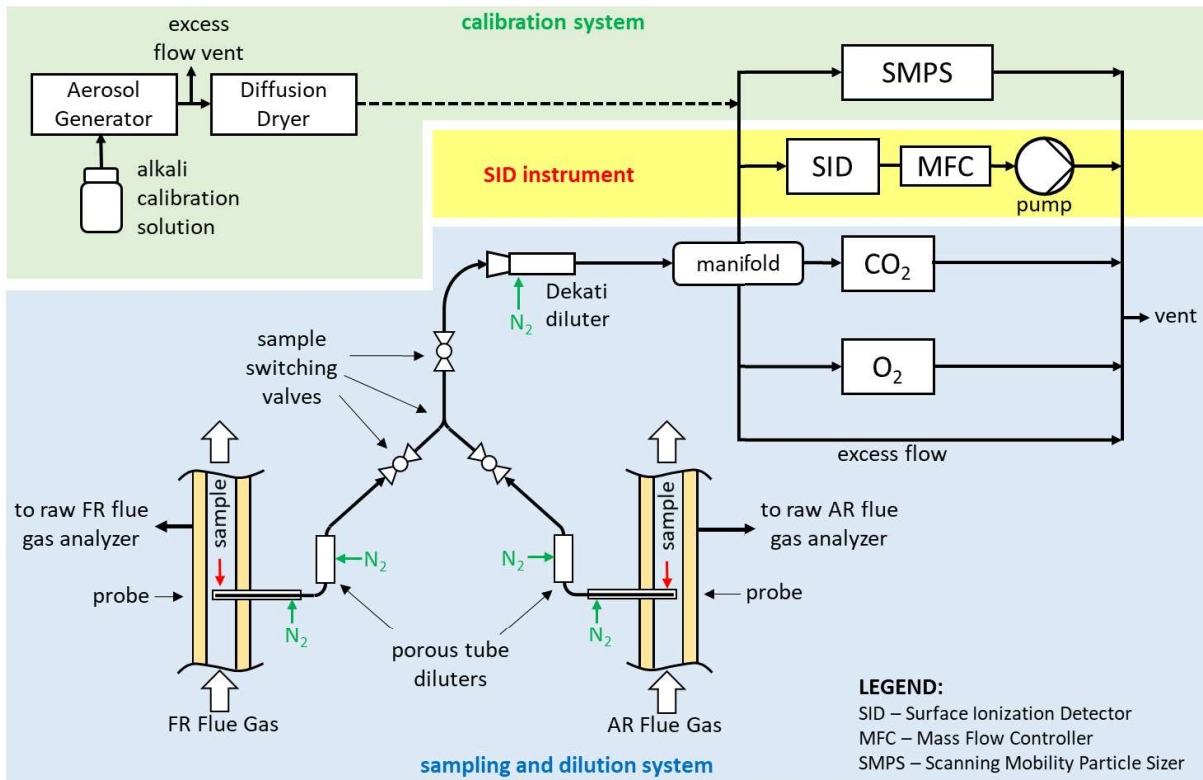 calibration system
excess
flow vent
Aerosol
Generator
Diffusion
Dryer
alkali
calibration
solution
SMPS
SID instrument
SID
MFC
pump
manifold
CO₂
Dekati
diluter
N₂
vent
sample
switching
valves
O₂
excess flow
to raw FR flue
gas analyzer
sample
N₂
probe
N₂
FR Flue Gas
porous tube
diluters
N₂
N₂
sample
to raw AR flue
gas analyzer
probe
AR Flue Gas
LEGEND:
SID – Surface Ionization Detector
MFC – Mass Flow Controller
SMPS – Scanning Mobility Particle Sizer
sampling and dilution system